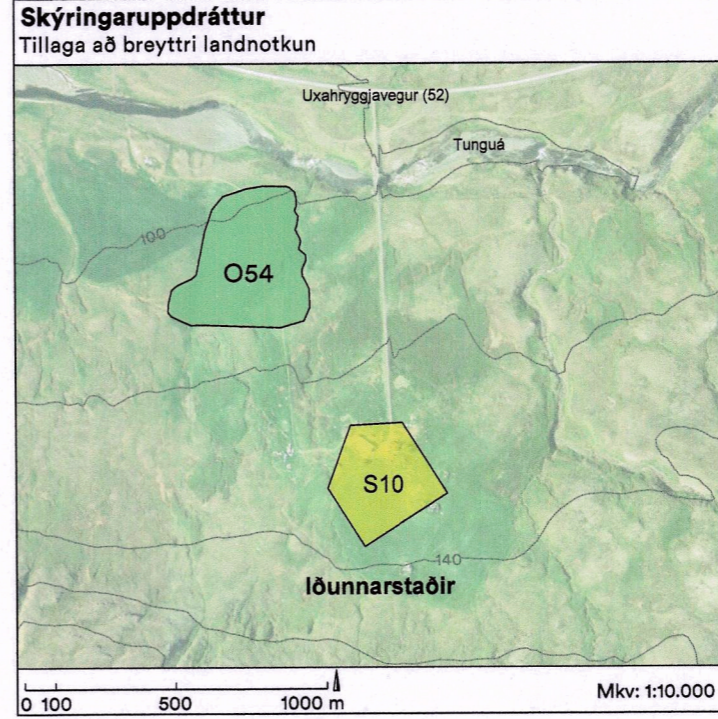 Skýringaruppdráttur
Tillaga að breyttri landnotkun
Uxahryggjavegur (52)
Tunguá
100
O54
S10
140
Iðunnarstaðir
0 100 500 1000 m
Mkv: 1:10.000